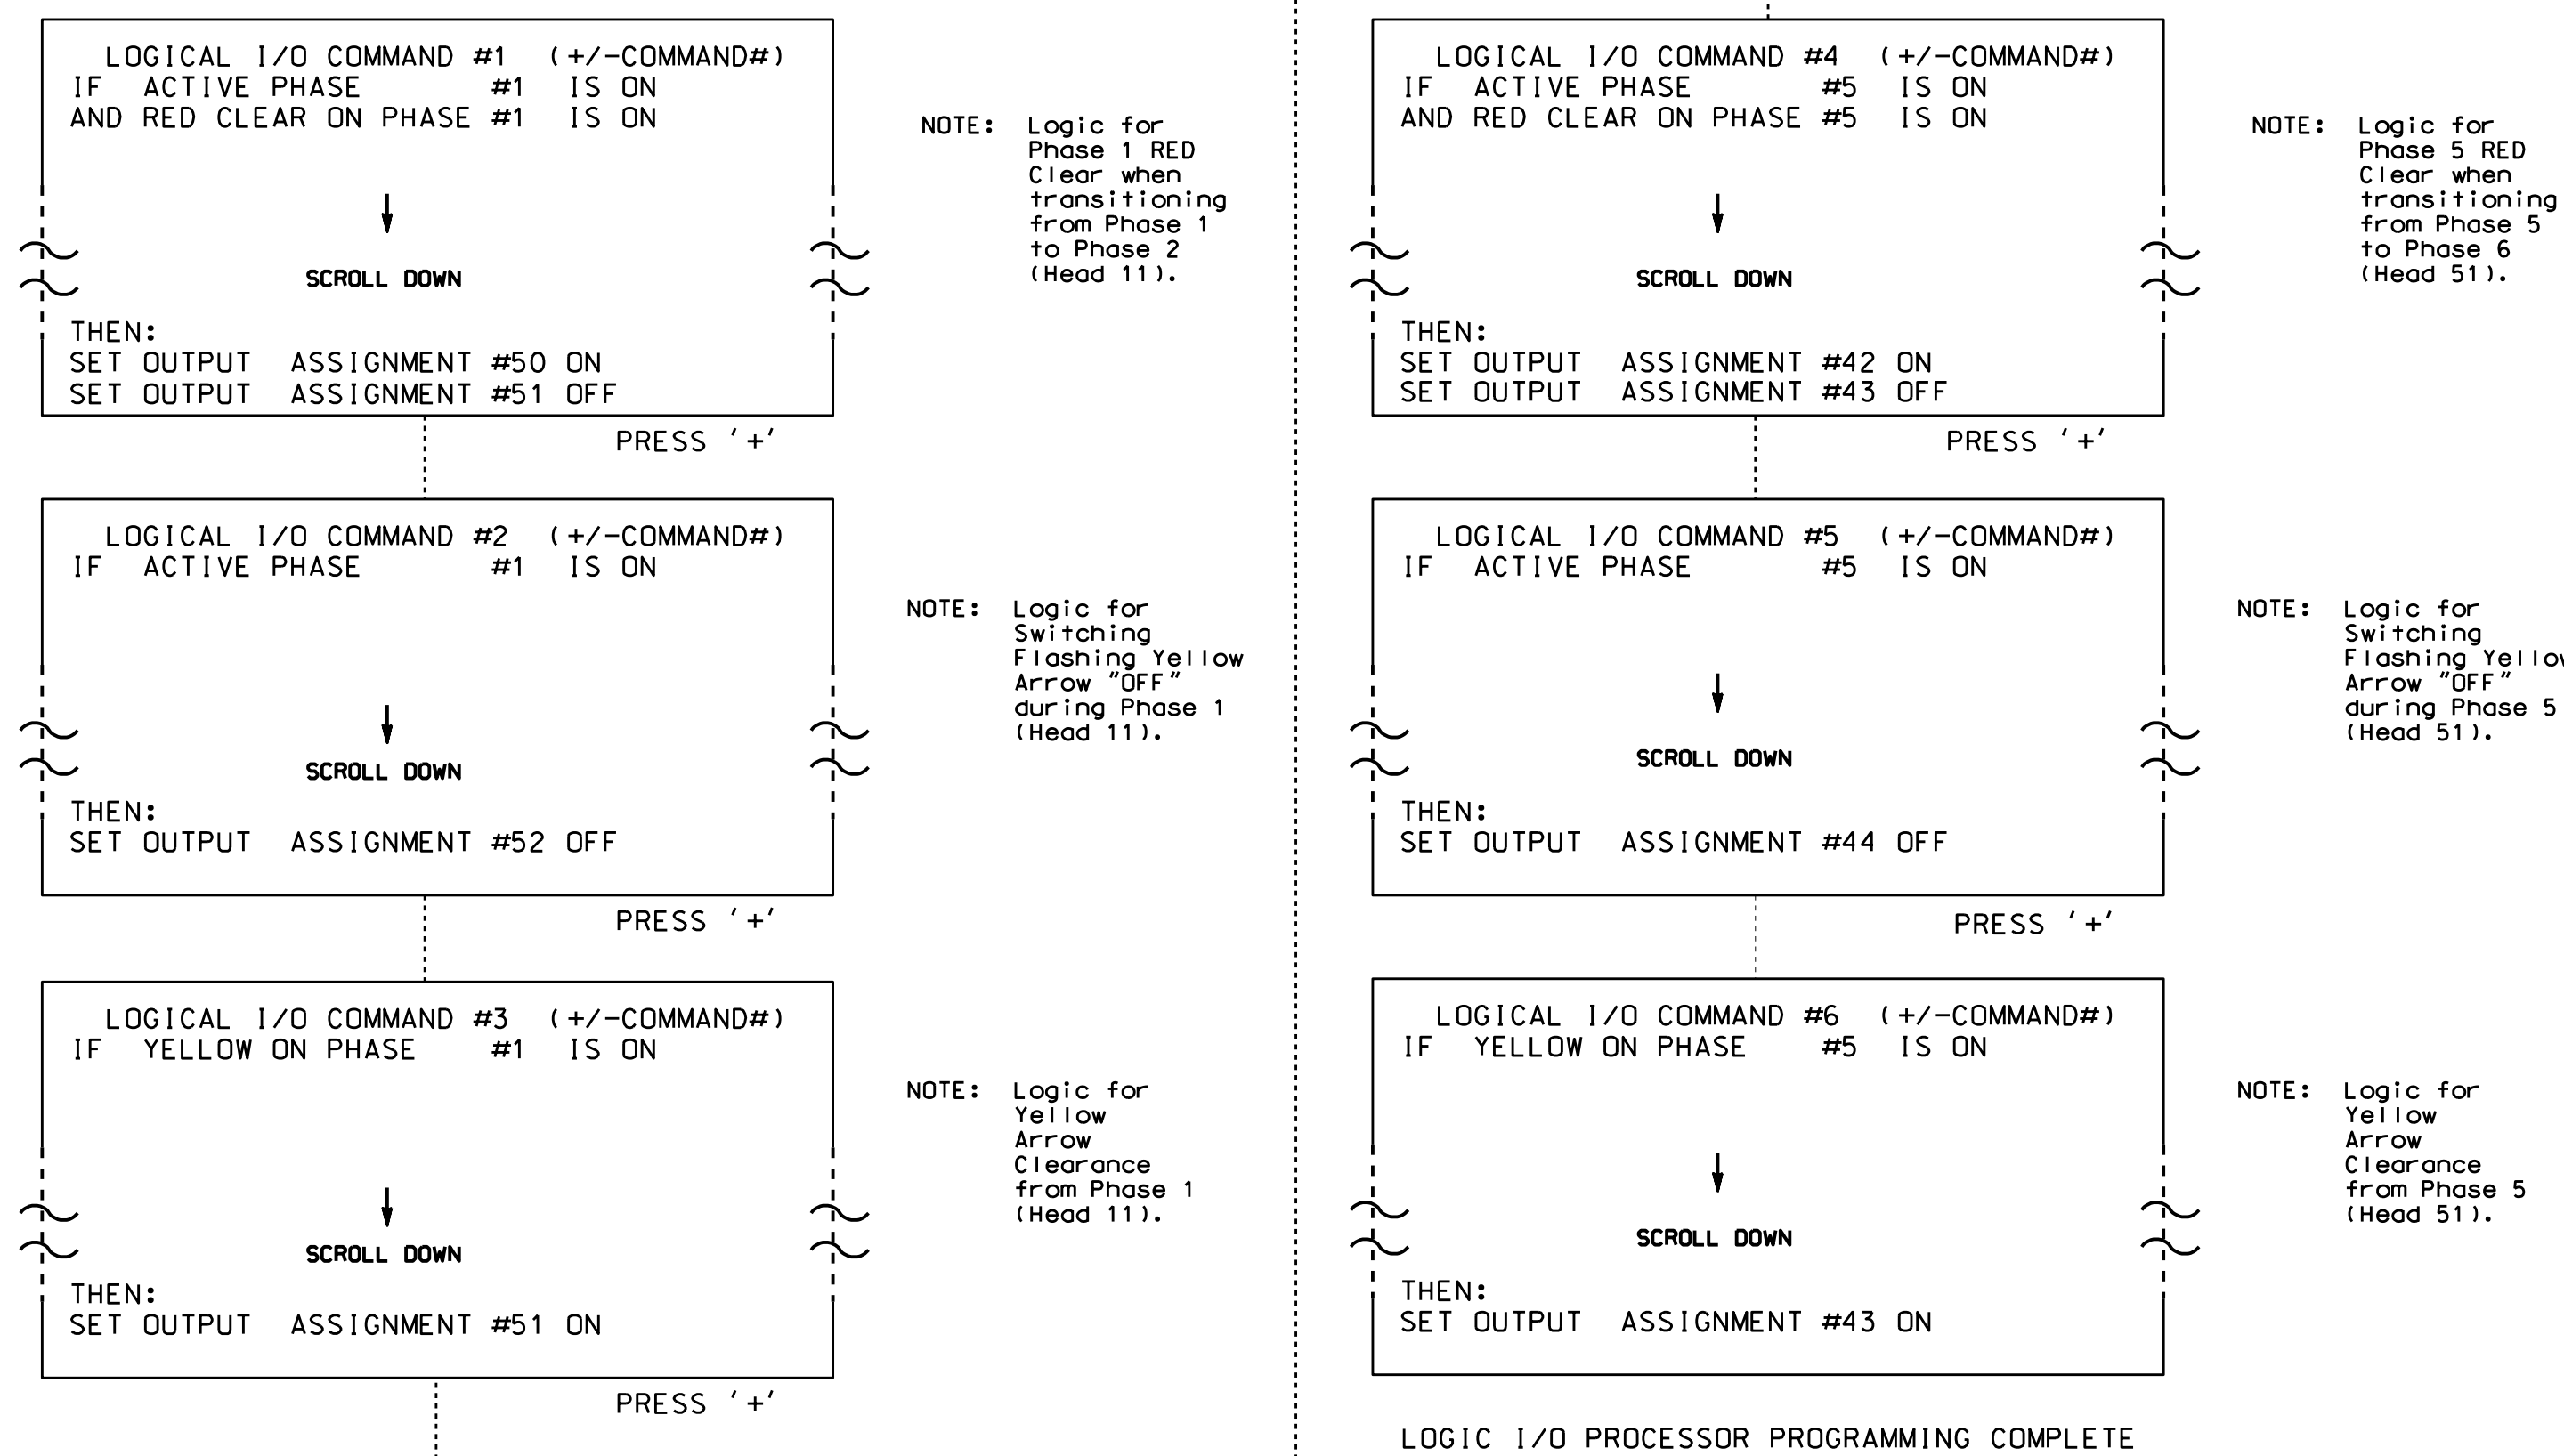 LOGICAL I/O COMMAND #1 (+/-COMMAND#)
IF ACTIVE PHASE #1 IS ON
AND RED CLEAR ON PHASE #1 IS ON
SCROLL DOWN
THEN:
SET OUTPUT ASSIGNMENT #50 ON
SET OUTPUT ASSIGNMENT #51 OFF
NOTE: Logic for
Phase 1 RED
Clear when
transitioning
from Phase 1
to Phase 2
(Head 11).
PRESS '+'
LOGICAL I/O COMMAND #2 (+/-COMMAND#)
IF ACTIVE PHASE #1 IS ON
SCROLL DOWN
THEN:
SET OUTPUT ASSIGNMENT #52 OFF
NOTE: Logic for
Switching
Flashing Yellow
Arrow "OFF"
during Phase 1
(Head 11).
PRESS '+'
LOGICAL I/O COMMAND #3 (+/-COMMAND#)
IF YELLOW ON PHASE #1 IS ON
SCROLL DOWN
THEN:
SET OUTPUT ASSIGNMENT #51 ON
NOTE: Logic for
Yellow
Arrow
Clearance
from Phase 1
(Head 11).
PRESS '+'
LOGICAL I/O COMMAND #4 (+/-COMMAND#)
IF ACTIVE PHASE #5 IS ON
AND RED CLEAR ON PHASE #5 IS ON
SCROLL DOWN
THEN:
SET OUTPUT ASSIGNMENT #42 ON
SET OUTPUT ASSIGNMENT #43 OFF
NOTE: Logic for
Phase 5 RED
Clear when
transitioning
from Phase 5
to Phase 6
(Head 51).
PRESS '+'
LOGICAL I/O COMMAND #5 (+/-COMMAND#)
IF ACTIVE PHASE #5 IS ON
SCROLL DOWN
THEN:
SET OUTPUT ASSIGNMENT #44 OFF
NOTE: Logic for
Switching
Flashing Yellow
Arrow "OFF"
during Phase 5
(Head 51).
PRESS '+'
LOGICAL I/O COMMAND #6 (+/-COMMAND#)
IF YELLOW ON PHASE #5 IS ON
SCROLL DOWN
THEN:
SET OUTPUT ASSIGNMENT #43 ON
NOTE: Logic for
Yellow
Arrow
Clearance
from Phase 5
(Head 51).
LOGIC I/O PROCESSOR PROGRAMMING COMPLETE